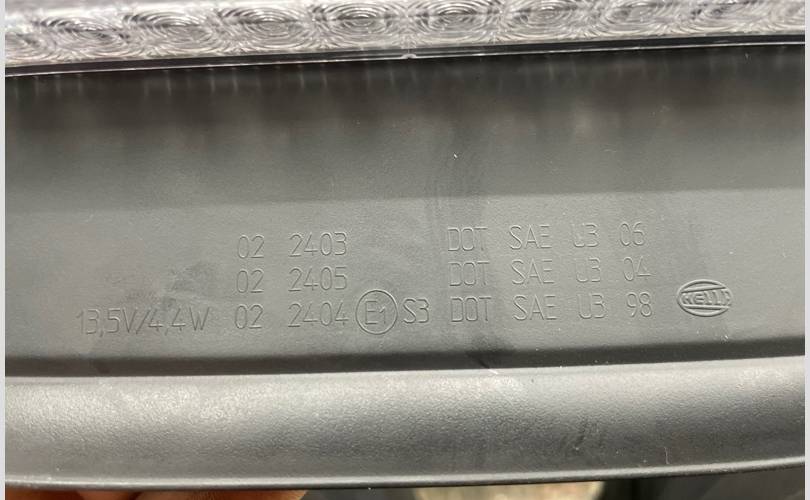 02 2403 DOT SAE U3 06
02 2405 DOT SAE U3 04
13,5V/4,4W 02 2404 E1 S3 DOT SAE U3 98
HELLA